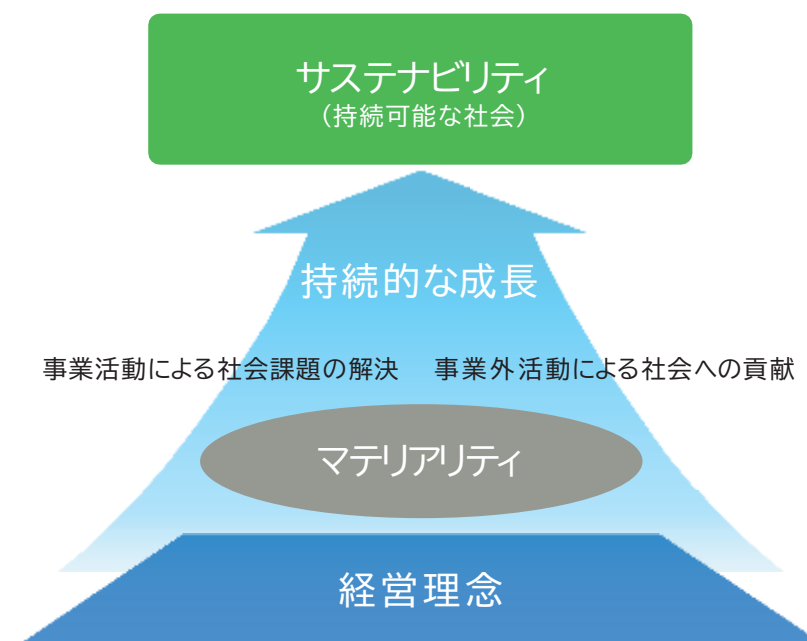 サステナビリティ
（持続可能な社会）
持続的な成長
事業活動による社会課題の解決　事業外活動による社会への貢献
マテリアリティ
経営理念